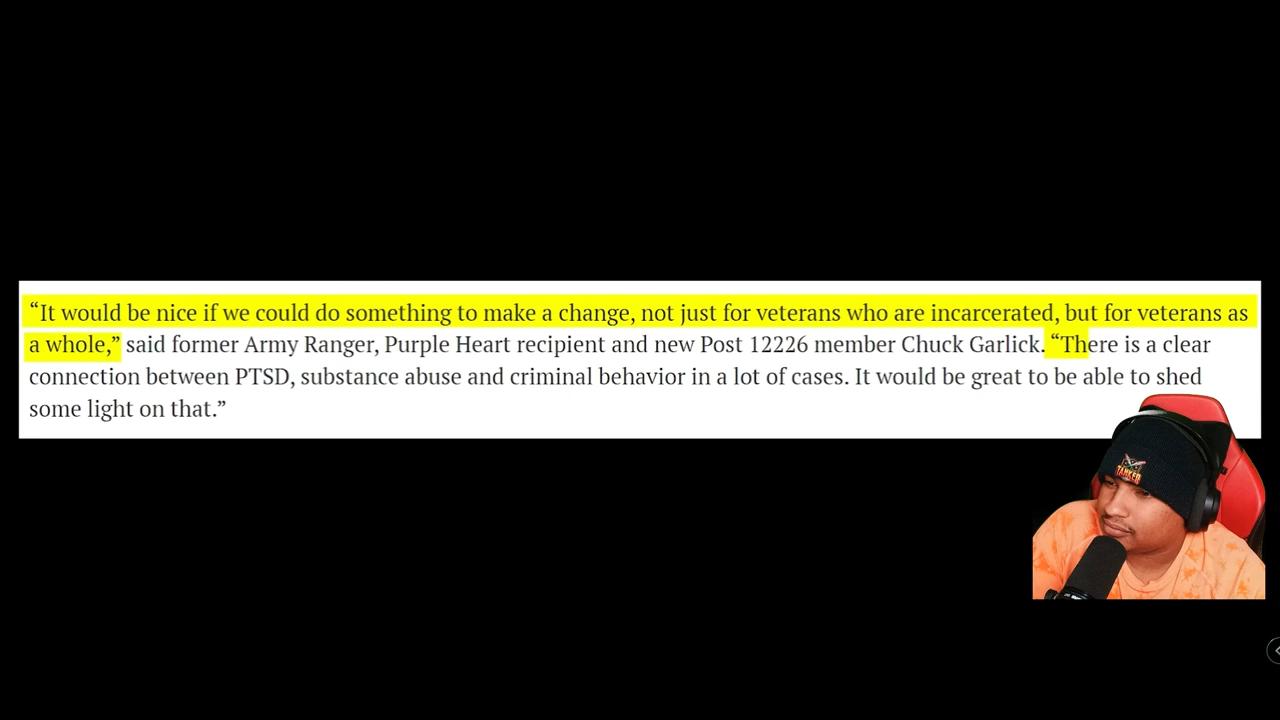 “It would be nice if we could do something to make a change, not just for veterans who are incarcerated, but for veterans as
a whole,” said former Army Ranger, Purple Heart recipient and new Post 12226 member Chuck Garlick. “There is a clear
connection between PTSD, substance abuse and criminal behavior in a lot of cases. It would be great to be able to shed
some light on that.”
TANKER